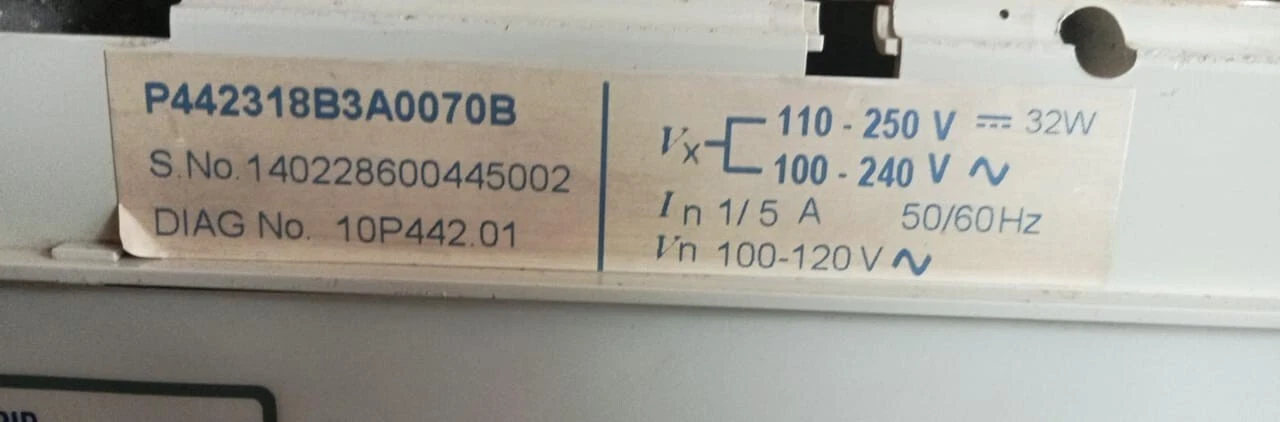 P442318B3A0070B
S.No.140228600445002
DIAG No. 10P442.01
Vx 110 - 250 V ⎓ 32W
100 - 240 V ∿
In 1/5 A 50/60Hz
Vn 100-120 V ∿